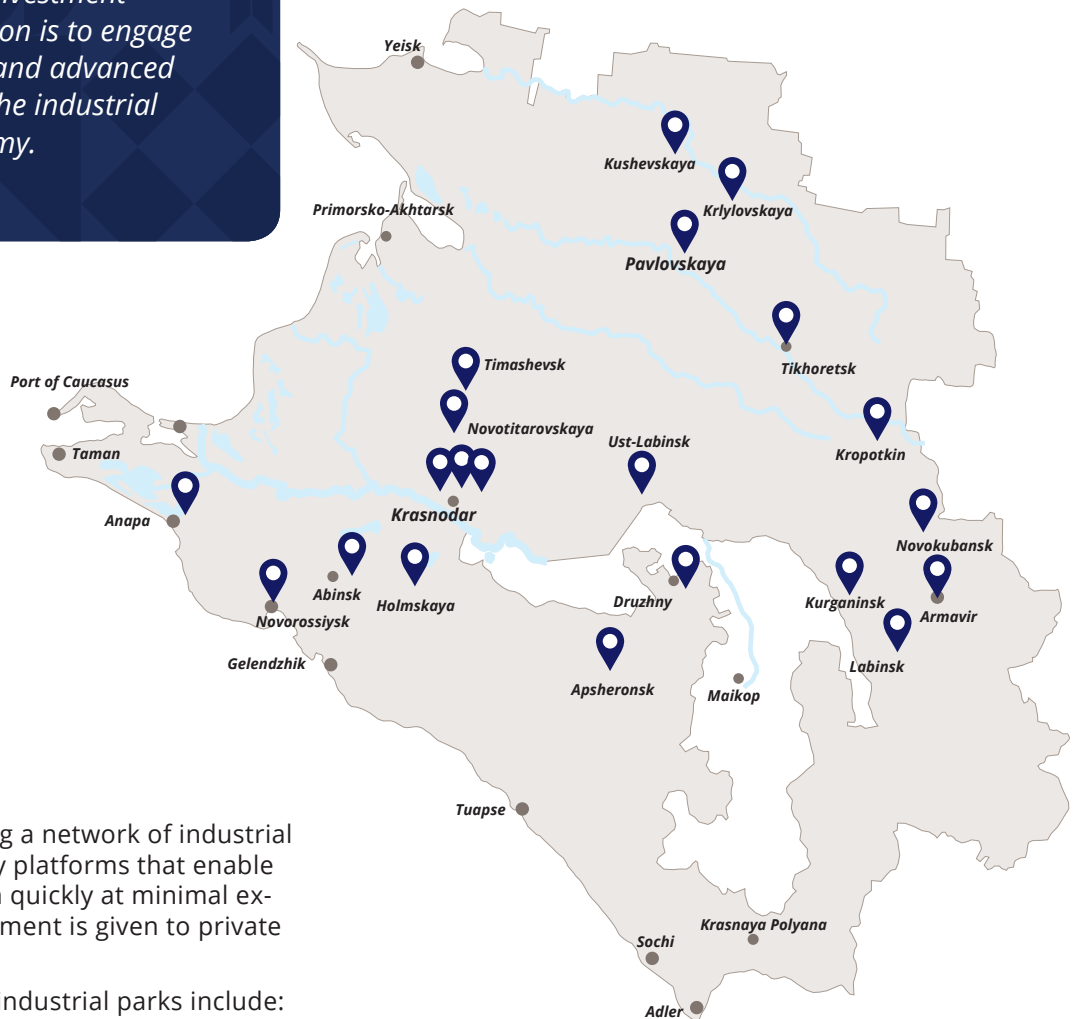 vestment
on is to engage
and advanced
he industrial
my.
Yeisk
Kushevskaya
Krlylovskaya
Primorsko-Akhtarsk
Pavlovskaya
Tikhoretsk
Timashevsk
Port of Caucasus
Novotitarovskaya
Ust-Labinsk
Kropotkin
Taman
Krasnodar
Anapa
Novokubansk
Abinsk
Holmskaya
Druzhny
Kurganinsk
Armavir
Novorossiysk
Gelendzhik
Labinsk
Apsheronsk
Maikop
Tuapse
g a network of industrial
y platforms that enable
n quickly at minimal ex-
ment is given to private
Krasnaya Polyana
Sochi
industrial parks include:
Adler